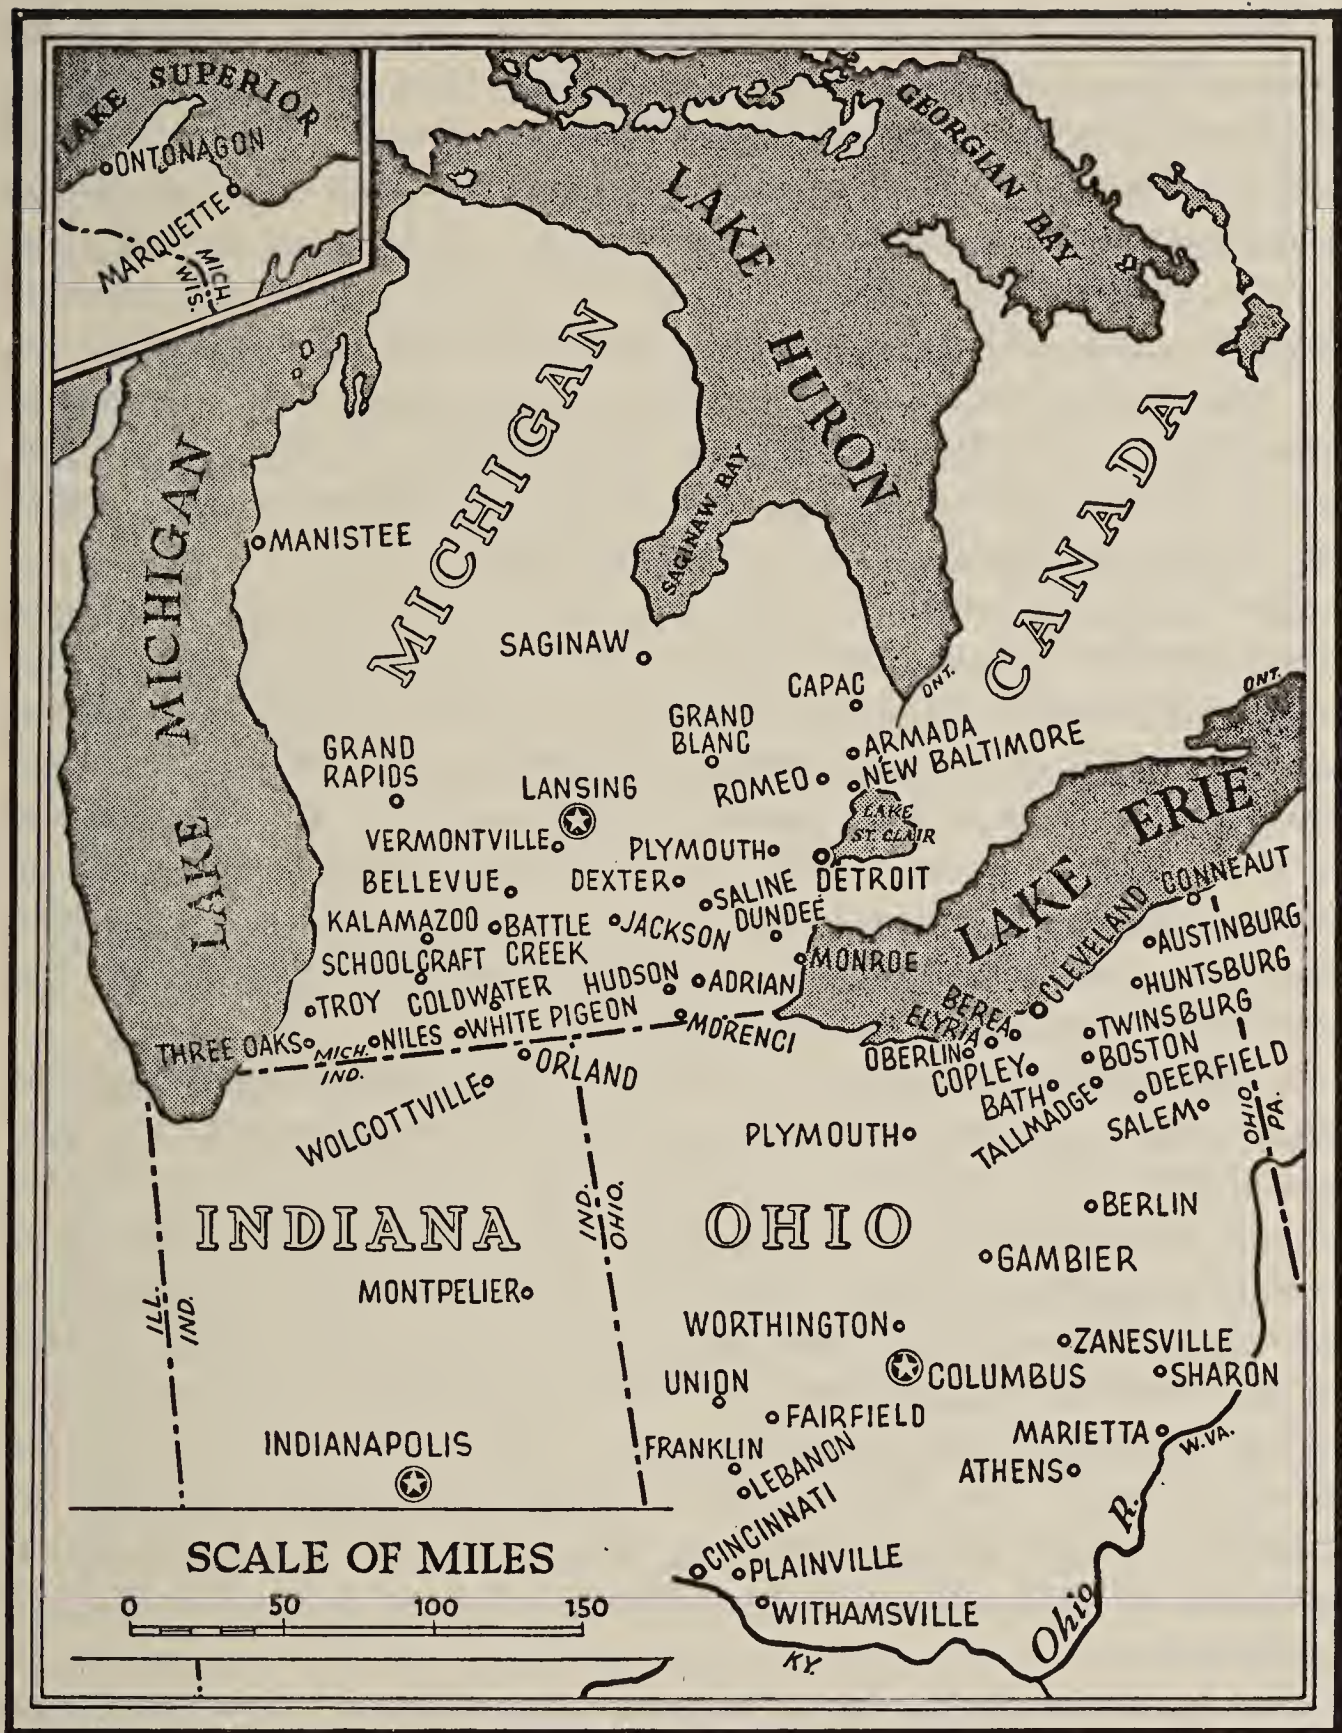 LAKE SUPERIOR
ONTONAGON
MARQUETTE
MICH.
WIS.
GEORGIAN BAY
LAKE HURON
MICHIGAN
CANADA
LAKE MICHIGAN
SAGINAW BAY
MANISTEE
SAGINAW
CAPAC
ONT.
ONT.
GRAND
BLANC
ARMADA
NEW BALTIMORE
ROMEO
GRAND
RAPIDS
LANSING
LAKE
ST. CLAIR
LAKE ERIE
VERMONTVILLE
PLYMOUTH
DETROIT
BELLEVUE
DEXTER
SALINE
DUNDEE
KALAMAZOO
BATTLE
CREEK
JACKSON
SCHOOLCRAFT
MONROE
TROY
COLDWATER
HUDSON
ADRIAN
THREE OAKS
NILES
WHITE PIGEON
MORENCI
MICH.
IND.
ORLAND
WOLCOTTVILLE
CONNEAUT
CLEVELAND
AUSTINBURG
HUNTSBURG
BEREA
ELYRIA
OBERLIN
TWINSBURG
BOSTON
COPLEY
BATH
DEERFIELD
TALLMADGE
SALEM
OHIO
PA.
PLYMOUTH
INDIANA
IND.
OHIO.
OHIO
BERLIN
GAMBIER
MONTPELIER
ILL.
IND.
WORTHINGTON
ZANESVILLE
COLUMBUS
SHARON
UNION
FAIRFIELD
MARIETTA
W.VA.
INDIANAPOLIS
FRANKLIN
LEBANON
ATHENS
CINCINNATI
PLAINVILLE
WITHAMSVILLE
KY.
Ohio R.
SCALE OF MILES
0 50 100 150